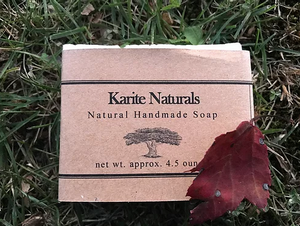 Karite Naturals
Natural Handmade Soap
net wt. approx. 4.5 oun